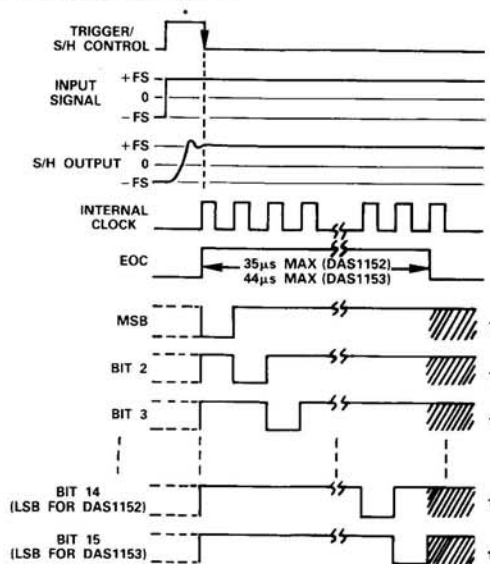 TRIGGER/
S/H CONTROL
INPUT
SIGNAL
+FS
0
−FS
S/H OUTPUT
+FS
0
−FS
INTERNAL
CLOCK
EOC
35μs MAX (DAS1152)
44μs MAX (DAS1153)
MSB
BIT 2
BIT 3
BIT 14
(LSB FOR DAS1152)
BIT 15
(LSB FOR DAS1153)